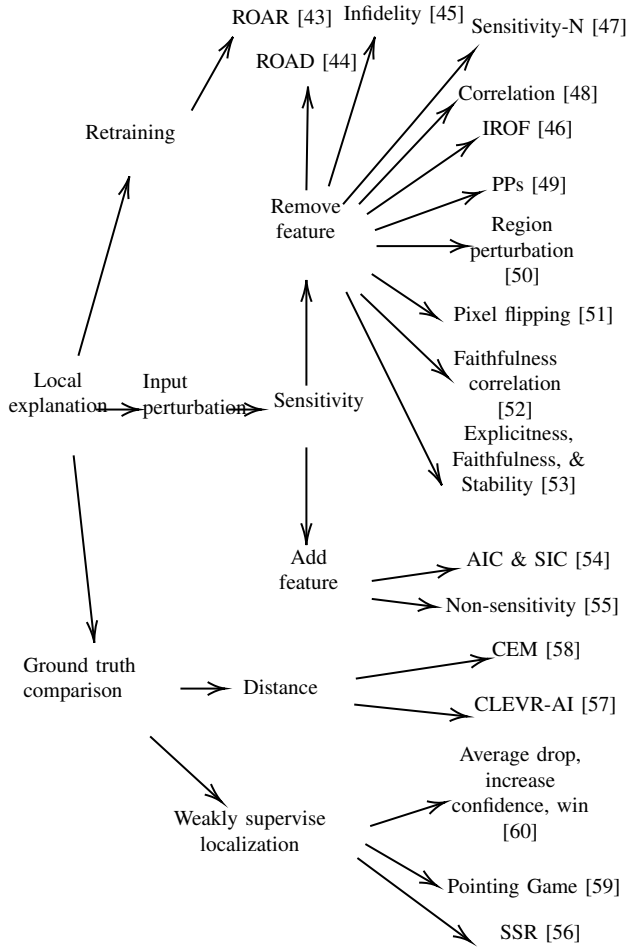 ROAR [43]
Infidelity [45]
Sensitivity-N [47]
ROAD [44]
Correlation [48]
Retraining
IROF [46]
PPs [49]
Remove
feature
Region
perturbation
[50]
Pixel flipping [51]
Local
explanation
Input
perturbation
Sensitivity
Faithfulness
correlation
[52]
Explicitness,
Faithfulness, &
Stability [53]
Add
feature
AIC & SIC [54]
Non-sensitivity [55]
Ground truth
comparison
Distance
CEM [58]
CLEVR-AI [57]
Weakly supervise
localization
Average drop,
increase
confidence, win
[60]
Pointing Game [59]
SSR [56]